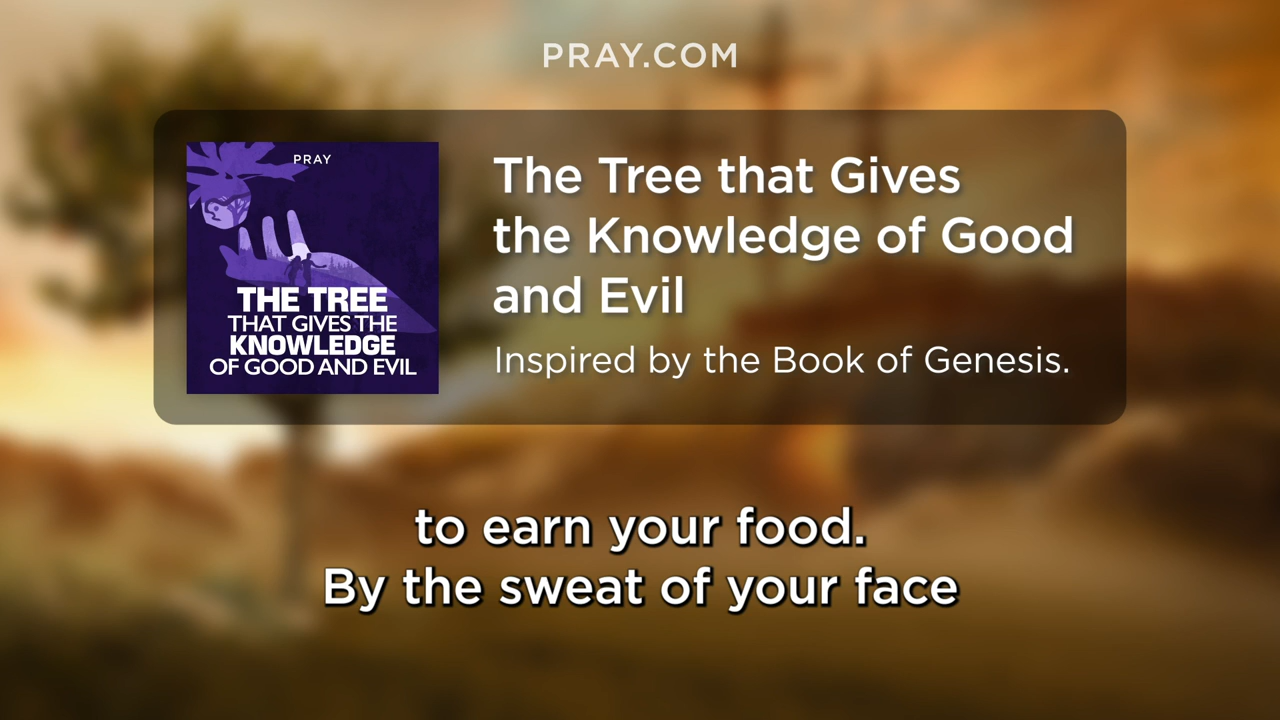 PRAY.COM
PRAY
THE TREE
THAT GIVES THE
KNOWLEDGE
OF GOOD AND EVIL
The Tree that Gives
the Knowledge of Good
and Evil
Inspired by the Book of Genesis.
to earn your food.
By the sweat of your face